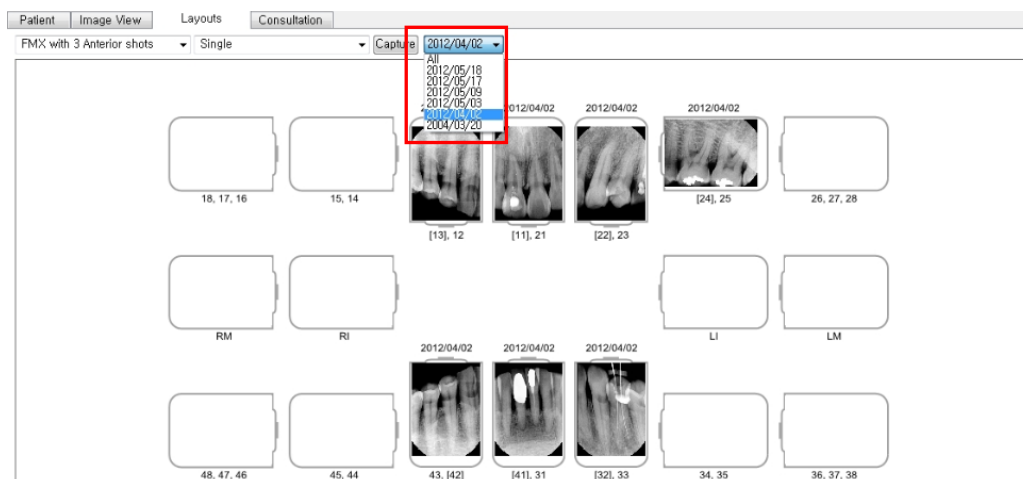 Patient Image View Layouts Consultation
FMX with 3 Anterior shots Single Capture 2012/04/02
All
2012/05/18
2012/05/17
2012/05/09
2012/05/03
2012/04/02
2004/03/20
012/04/02 2012/04/02 2012/04/02
18, 17, 16 15, 14 [13], 12 [11], 21 [22], 23 [24], 25 26, 27, 28
RM RI LI LM
2012/04/02 2012/04/02 2012/04/02
48, 47, 46 45, 44 43, [42] [41], 31 [32], 33 34, 35 36, 37, 38